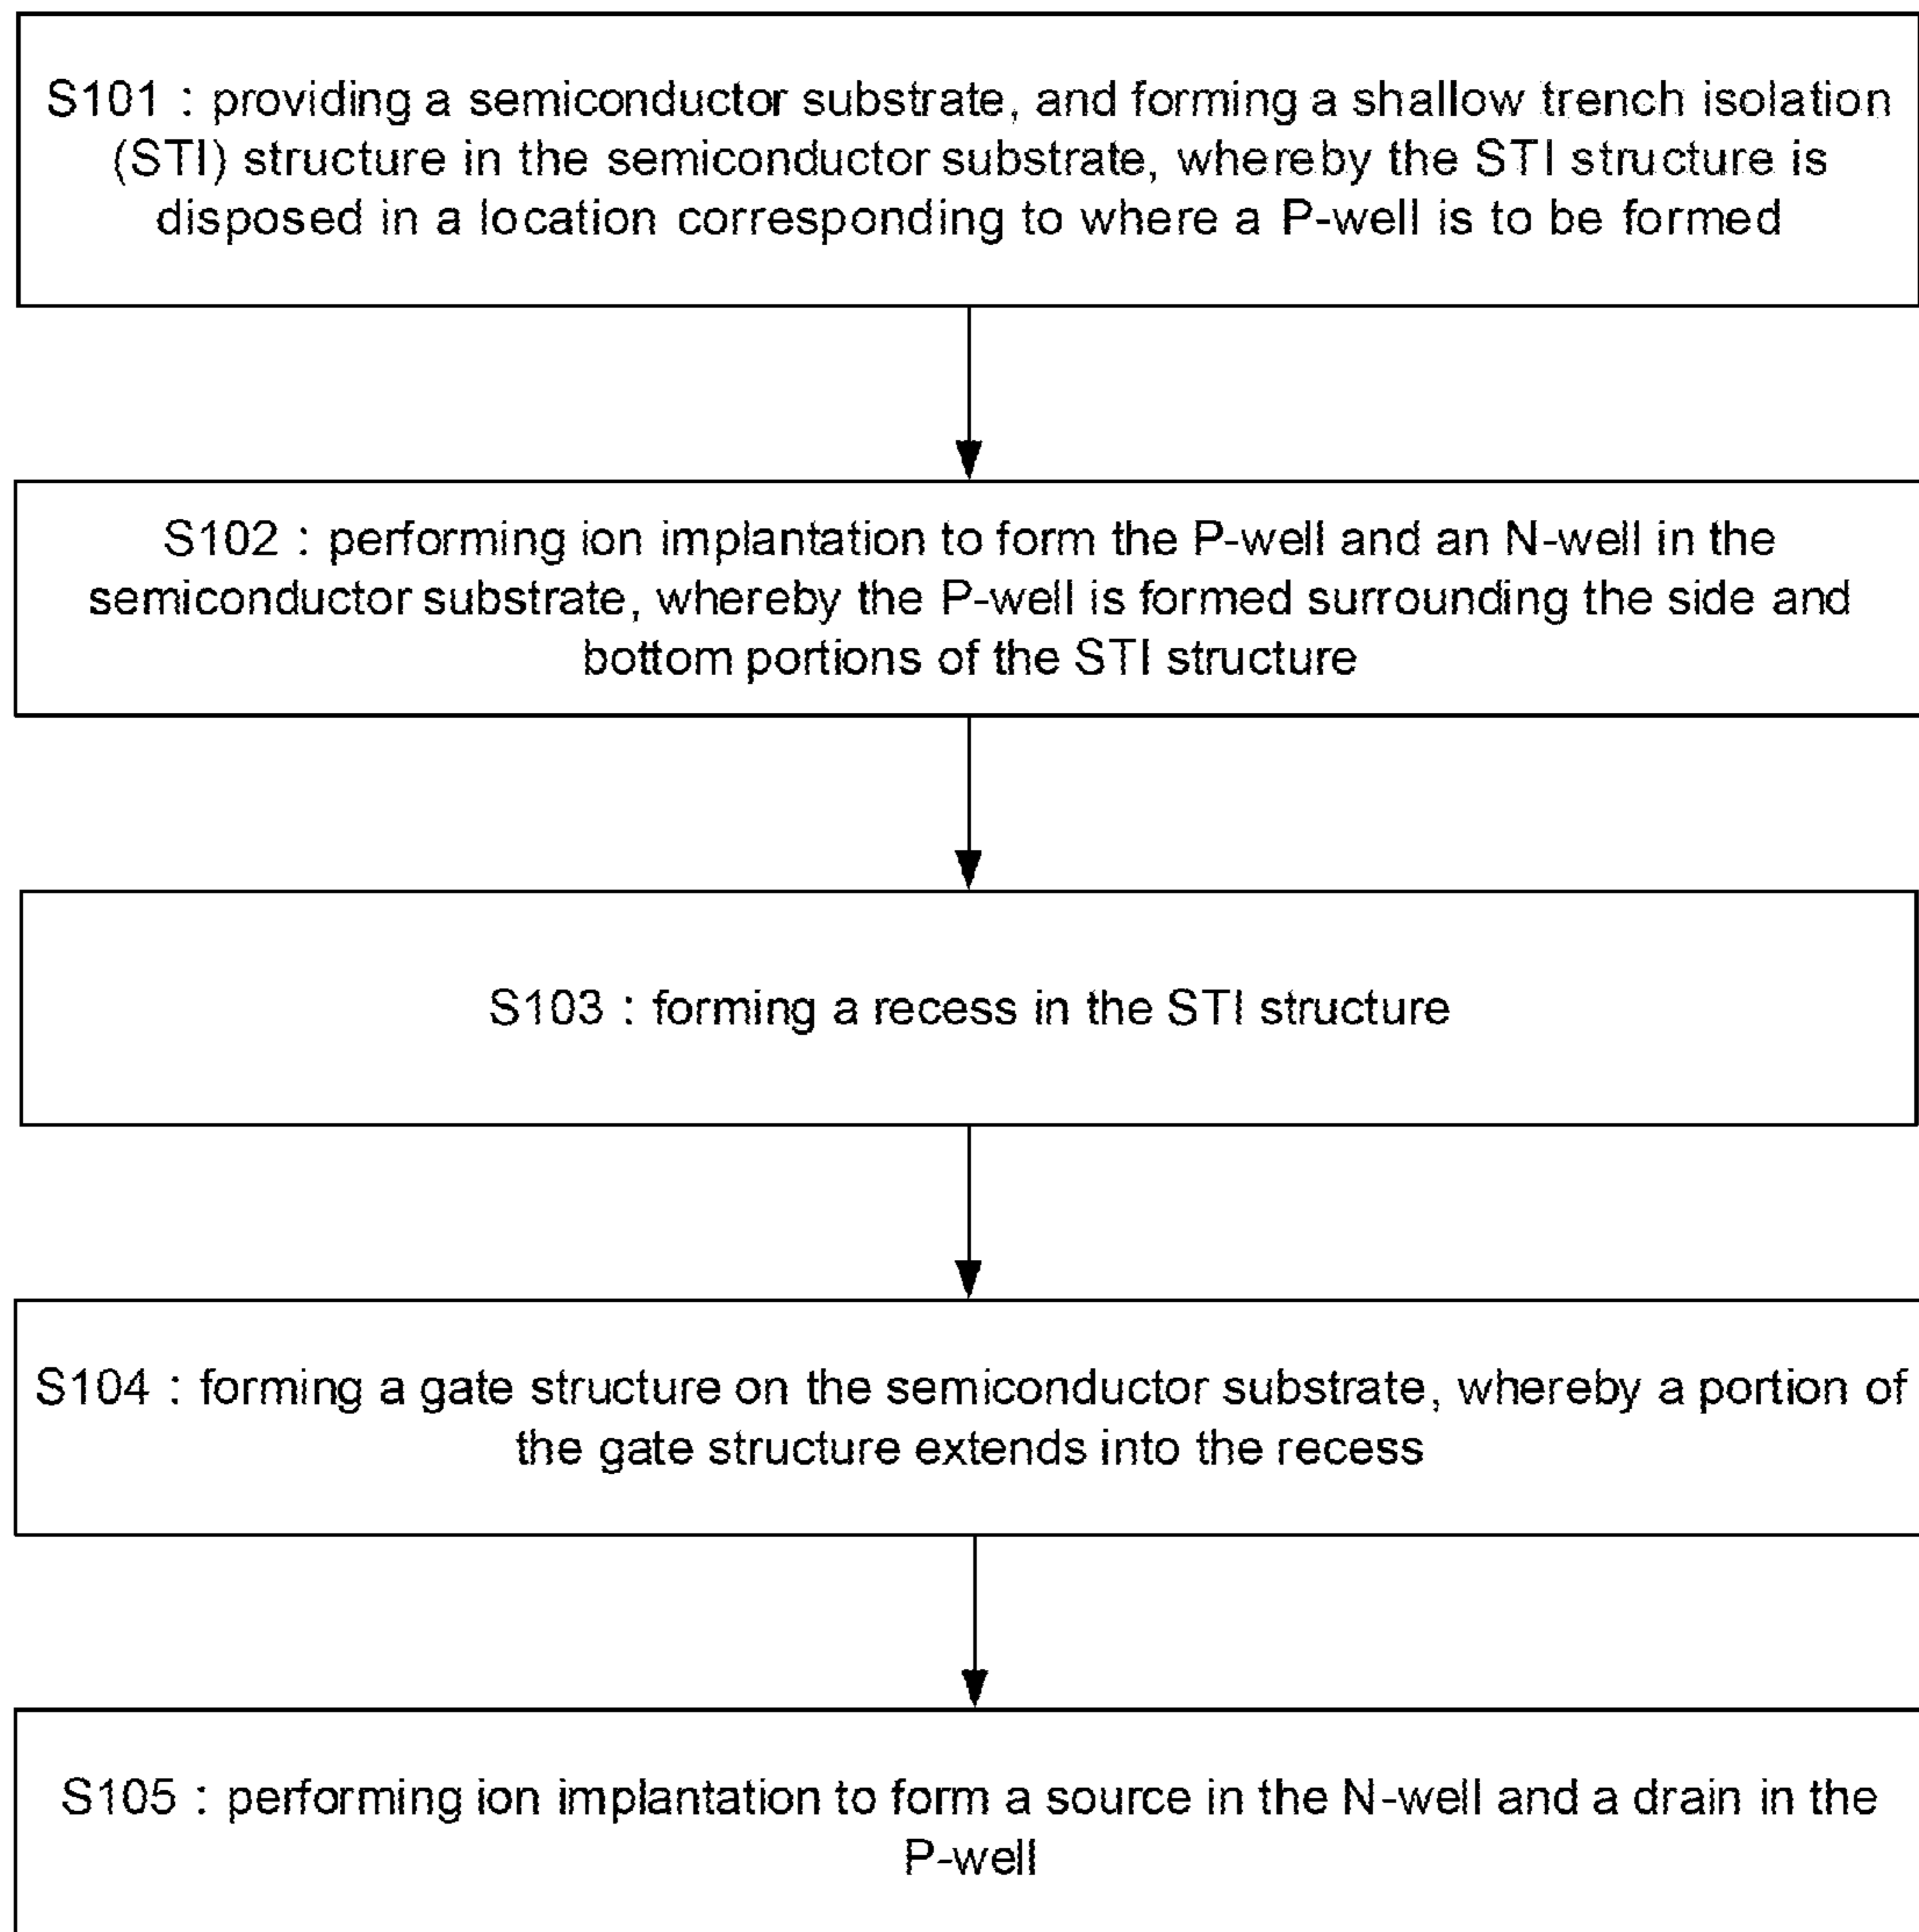 S101 : providing a semiconductor substrate, and forming a shallow trench isolation
(STI) structure in the semiconductor substrate, whereby the STI structure is
disposed in a location corresponding to where a P-well is to be formed
S102 : performing ion implantation to form the P-well and an N-well in the
semiconductor substrate, whereby the P-well is formed surrounding the side and
bottom portions of the STI structure
S103 : forming a recess in the STI structure
S104 : forming a gate structure on the semiconductor substrate, whereby a portion of
the gate structure extends into the recess
S105 : performing ion implantation to form a source in the N-well and a drain in the
P-well